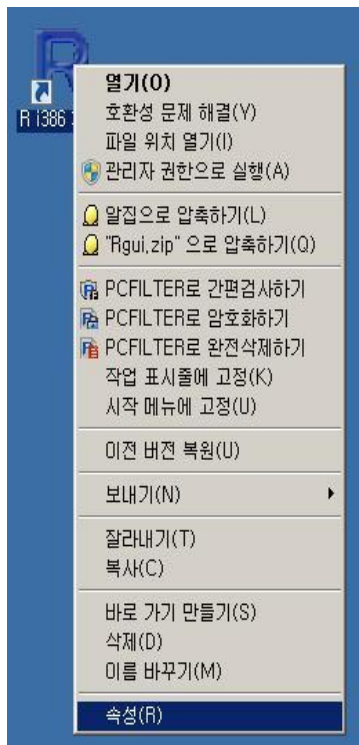 R i386
열기(O)
호환성 문제 해결(Y)
파일 위치 열기(I)
관리자 권한으로 실행(A)
알집으로 압축하기(L)
"Rgui.zip" 으로 압축하기(Q)
PCFILTER로 간편검사하기
PCFILTER로 암호화하기
PCFILTER로 완전삭제하기
작업 표시줄에 고정(K)
시작 메뉴에 고정(U)
이전 버전 복원(U)
보내기(N)
잘라내기(T)
복사(C)
바로 가기 만들기(S)
삭제(D)
이름 바꾸기(M)
속성(R)